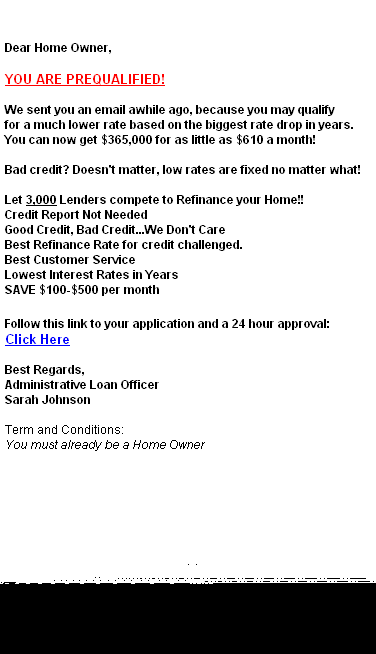 Dear Home Owner,
YOU ARE PREQUALIFIED!
We sent you an email awhile ago, because you may qualify
for a much lower rate based on the biggest rate drop in years.
You can now get $365,000 for as little as $610 a month!
Bad credit? Doesn't matter, low rates are fixed no matter what!
Let 3,000 Lenders compete to Refinance your Home!!
Credit Report Not Needed
Good Credit, Bad Credit...We Don't Care
Best Refinance Rate for credit challenged.
Best Customer Service
Lowest Interest Rates in Years
SAVE $100-$500 per month
Follow this link to your application and a 24 hour approval:
Click Here
Best Regards,
Administrative Loan Officer
Sarah Johnson
Term and Conditions:
You must already be a Home Owner